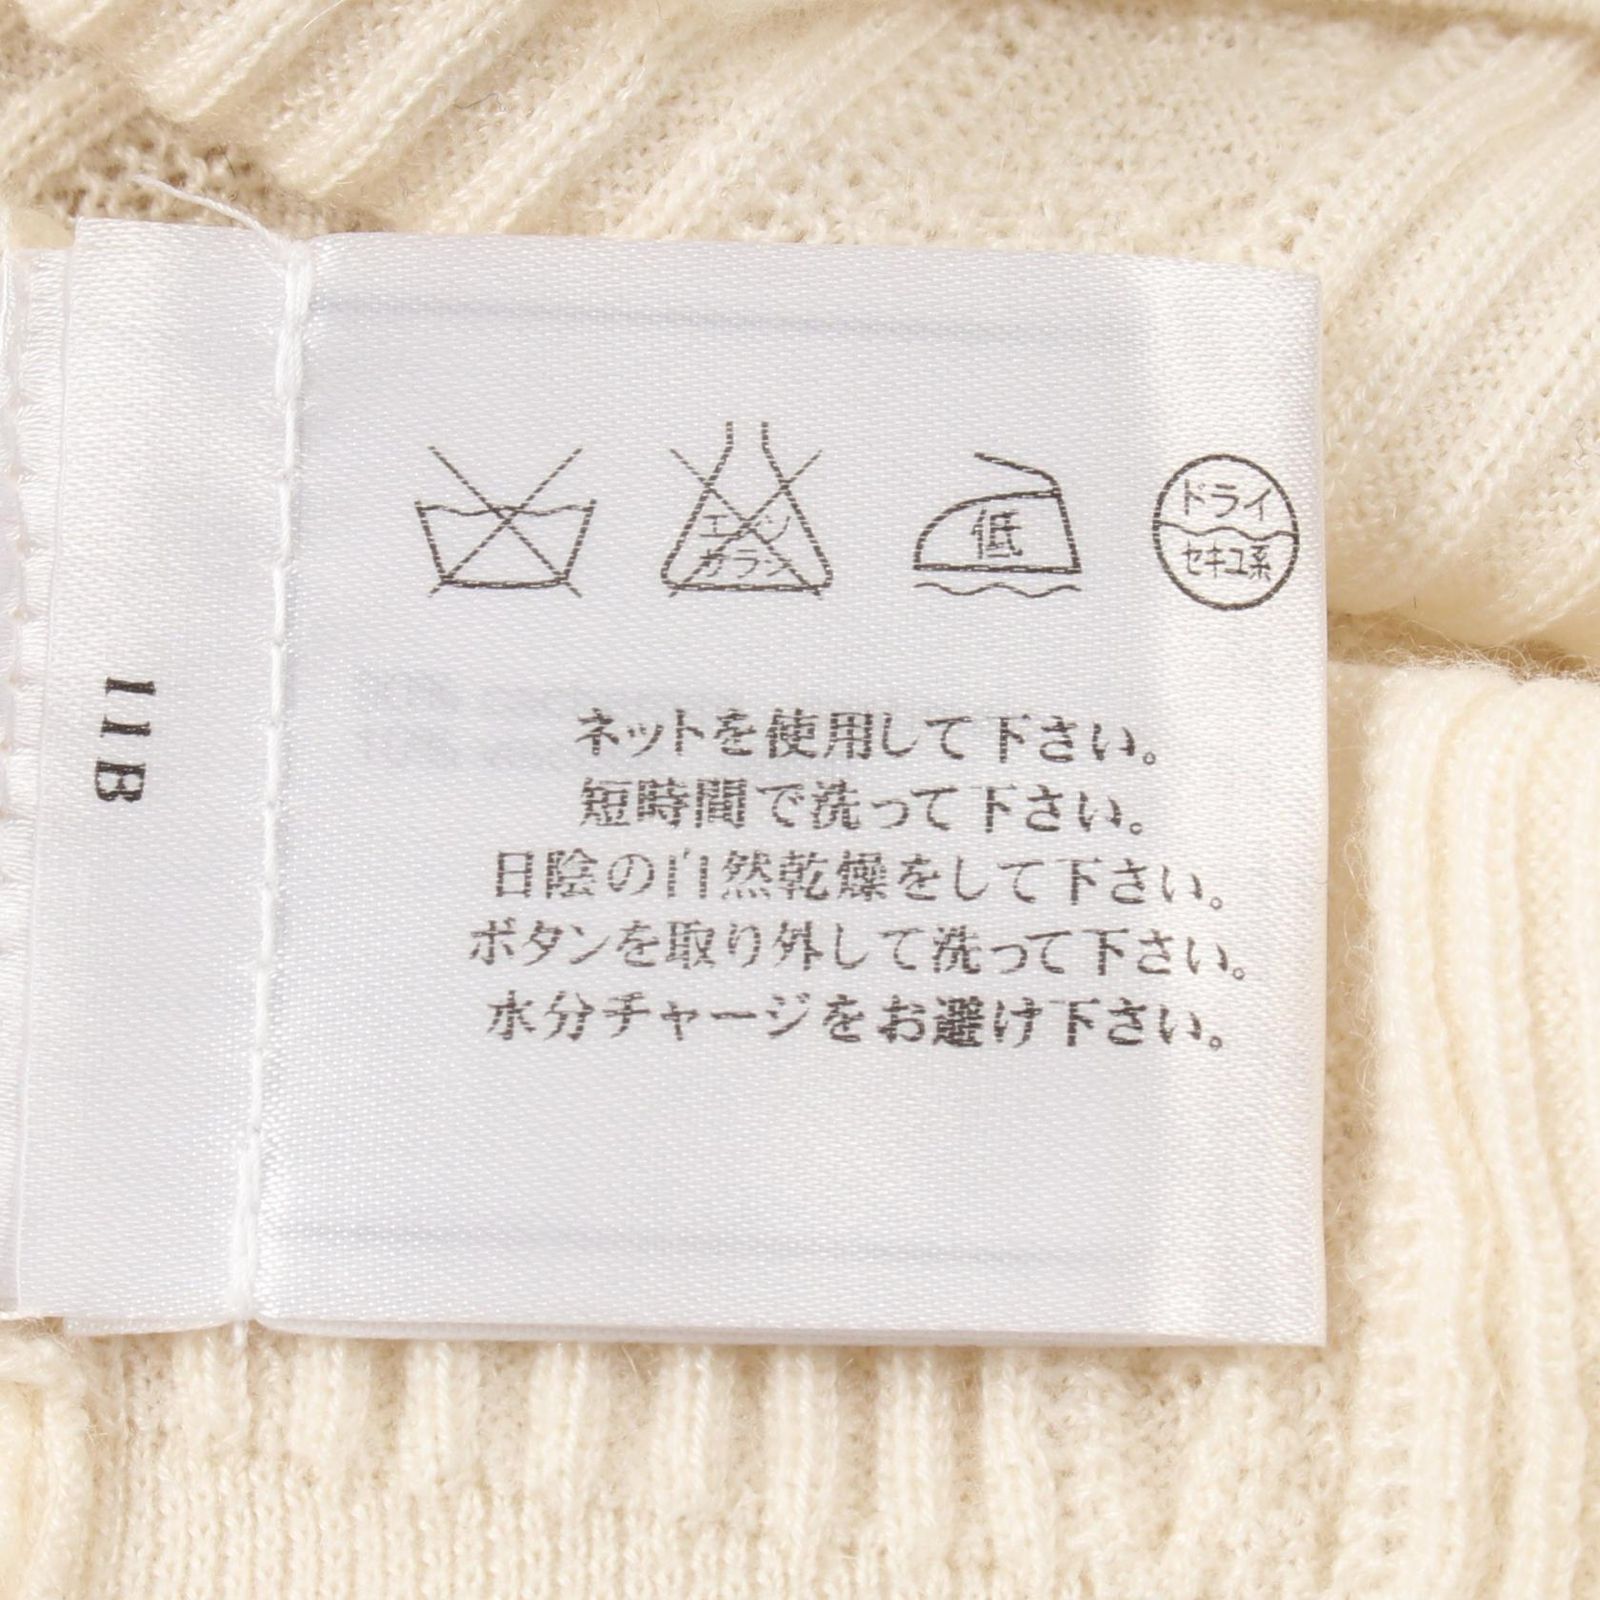 エンソ
カラサ
低
ドライ
セキユ系
IIB
ネットを使用して下さい。
短時間で洗って下さい。
日陰の自然乾燥をして下さい。
ボタンを取り外して洗って下さい。
水分チャージをお避け下さい。